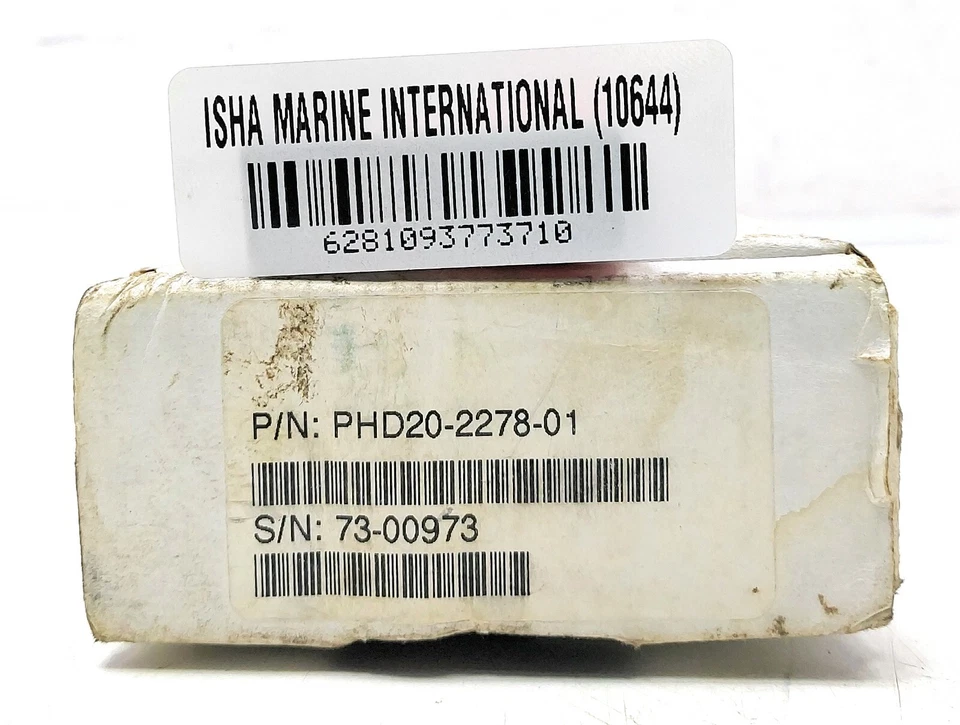 ISHA MARINE INTERNATIONAL (10644)
6281093773710
P/N: PHD20-2278-01
S/N: 73-00973